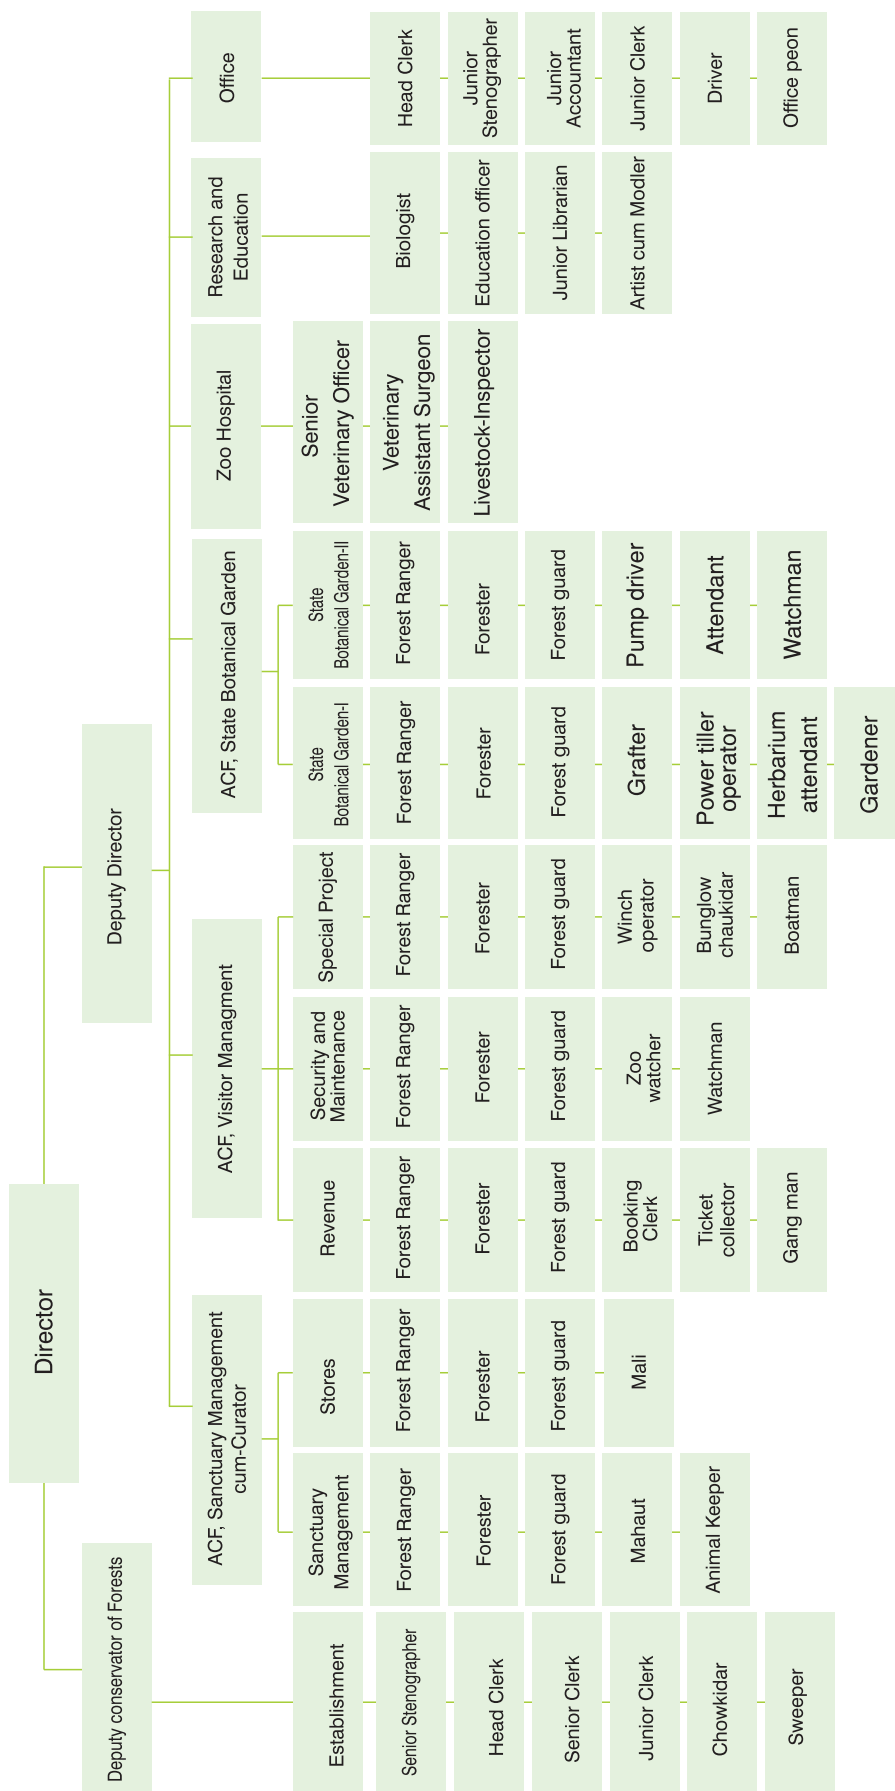 Director
Deputy conservator of Forests
Deputy Director
ACF, Sanctuary Management
cum-Curator
ACF, Visitor Managment
ACF, State Botanical Garden
Zoo Hospital
Research and
Education
Office
Establishment
Senior Stenographer
Head Clerk
Senior Clerk
Junior Clerk
Chowkidar
Sweeper
Sanctuary
Management
Forest Ranger
Forester
Forest guard
Mahaut
Animal Keeper
Stores
Forest Ranger
Forester
Forest guard
Mali
Revenue
Forest Ranger
Forester
Forest guard
Booking
Clerk
Ticket
collector
Gang man
Security and
Maintenance
Forest Ranger
Forester
Forest guard
Zoo
watcher
Watchman
Special Project
Forest Ranger
Forester
Forest guard
Winch
operator
Bunglow
chaukidar
Boatman
State
Botanical Garden-I
Forest Ranger
Forester
Forest guard
Grafter
Power tiller
operator
Herbarium
attendant
Gardener
State
Botanical Garden-II
Forest Ranger
Forester
Forest guard
Pump driver
Attendant
Watchman
Senior
Veterinary Officer
Veterinary
Assistant Surgeon
Livestock-Inspector
Biologist
Education officer
Junior Librarian
Artist cum Modler
Head Clerk
Junior
Stenographer
Junior
Accountant
Junior Clerk
Driver
Office peon